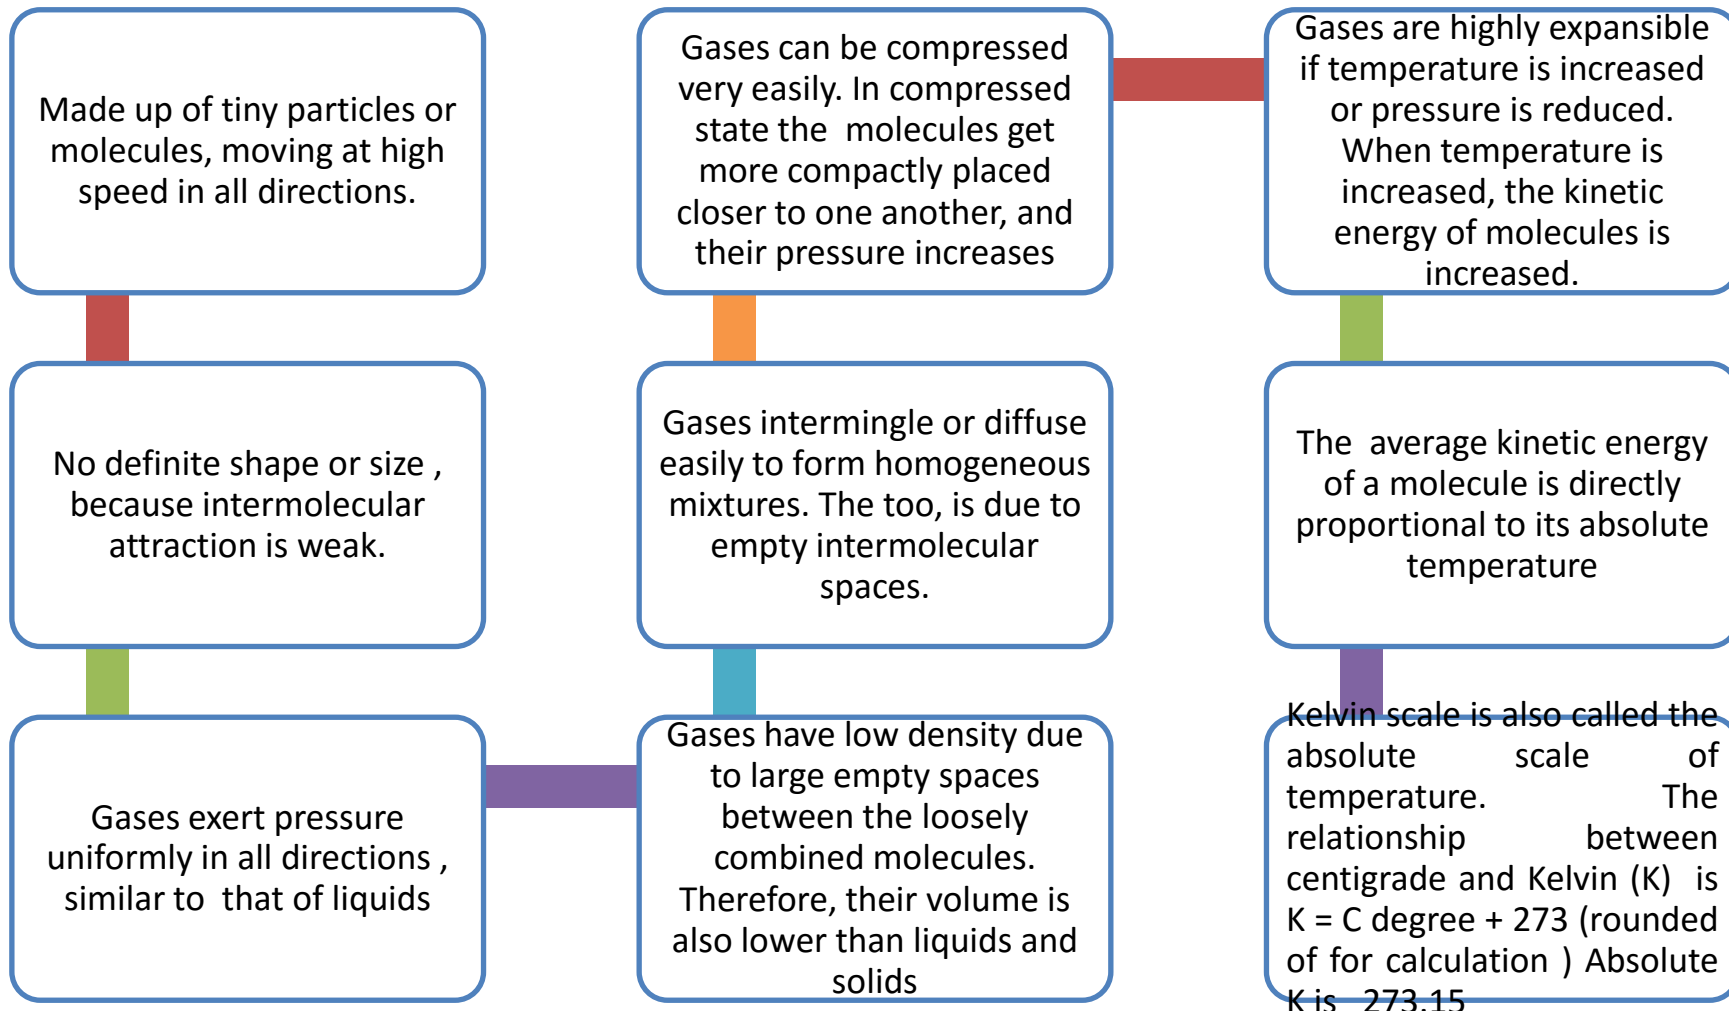 Made up of tiny particles or
molecules, moving at high
speed in all directions.
No definite shape or size ,
because intermolecular
attraction is weak.
Gases exert pressure
uniformly in all directions ,
similar to  that of liquids
Gases have low density due
to large empty spaces
between the loosely
combined molecules.
Therefore, their volume is
also lower than liquids and
solids
Gases intermingle or diffuse
easily to form homogeneous
mixtures. The too, is due to
empty intermolecular
spaces.
Gases can be compressed
very easily. In compressed
state the  molecules get
more compactly placed
closer to one another, and
their pressure increases
Gases are highly expansible
if temperature is increased
or pressure is reduced.
When temperature is
increased, the kinetic
energy of molecules is
increased.
The  average kinetic energy
of a molecule is directly
proportional to its absolute
temperature
Kelvin scale is also called the
absolute scale of
temperature. The
relationship between
centigrade and Kelvin (K)  is
K = C degree + 273 (rounded
of for calculation ) Absolute
K is   273.15